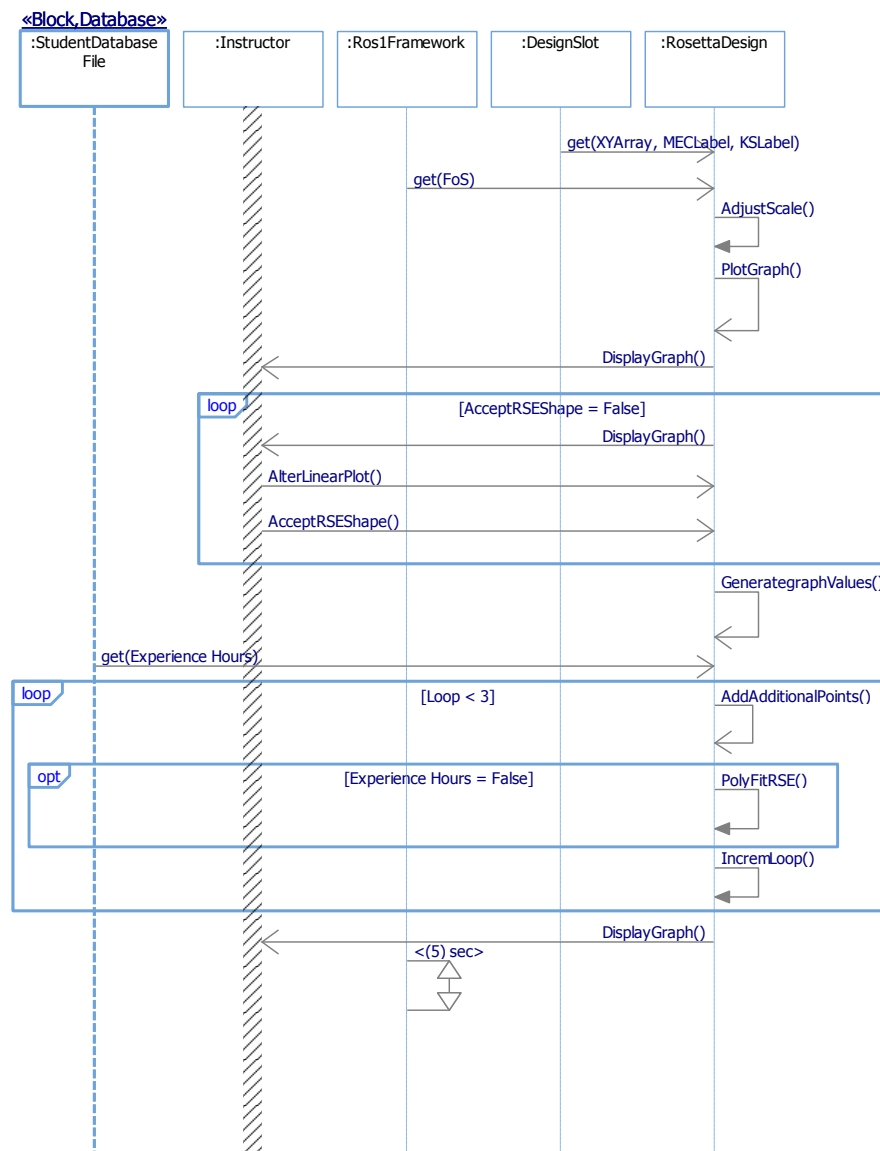 «Block,Database»
:StudentDatabase
File
:Instructor
:Ros1Framework
:DesignSlot
:RosettaDesign
get(XYArray, MECLabel, KSLabel)
get(FoS)
AdjustScale()
PlotGraph()
DisplayGraph()
loop
[AcceptRSEShape = False]
DisplayGraph()
AlterLinearPlot()
AcceptRSEShape()
GenerategraphValues()
get(Experience Hours)
loop
[Loop < 3]
AddAdditionalPoints()
opt
[Experience Hours = False]
PolyFitRSE()
IncremLoop()
DisplayGraph()
<(5) sec>